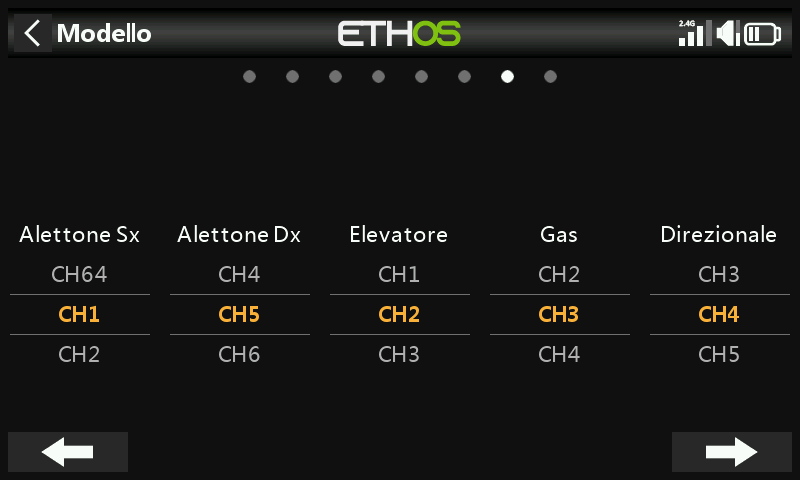 Modello
ETHOS
2.4G
Alettone Sx Alettone Dx Elevatore Gas Direzionale
CH64 CH4 CH1 CH2 CH3
CH1 CH5 CH2 CH3 CH4
CH2 CH6 CH3 CH4 CH5